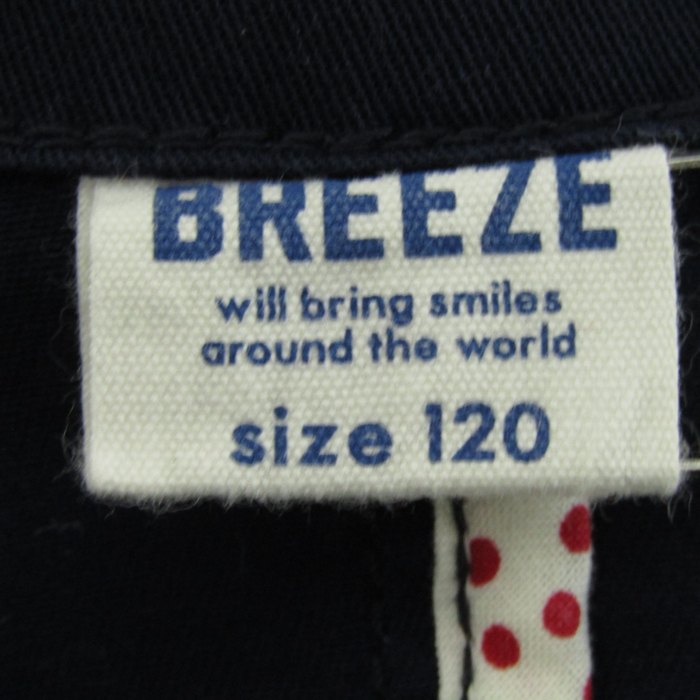 BREEZE
will bring smiles
around the world
size 120